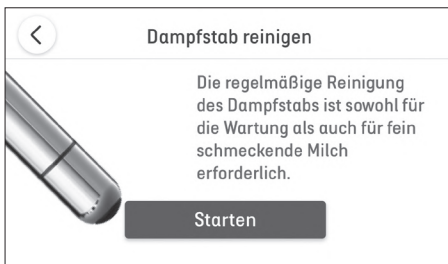 Dampfstab reinigen
Die regelmäßige Reinigung
des Dampfstabs ist sowohl für
die Wartung als auch für fein
schmeckende Milch
erforderlich.
Starten